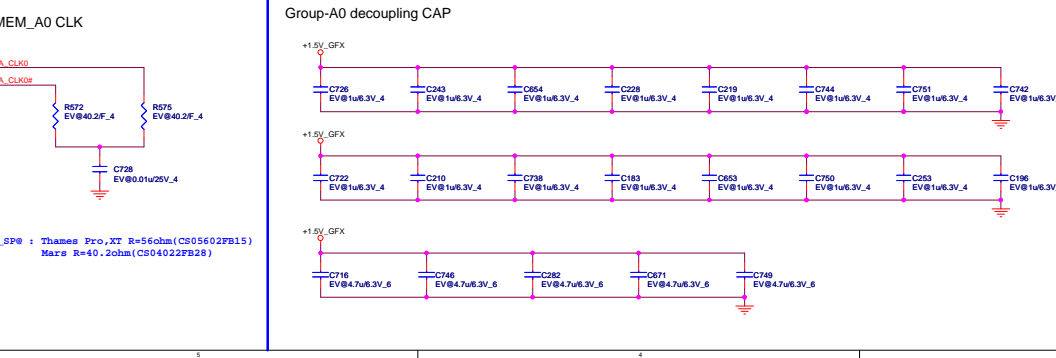 MEM_A0 CLK
A_CLK0
A_CLK0#
R572
EV@40.2/F_4
R575
EV@40.2/F_4
C728
EV@0.01u/25V_4
_SP@ : Thames Pro,XT R=56ohm(CS05602FB15)
Mars R=40.2ohm(CS04022FB28)
Group-A0 decoupling CAP
+1.5V_GFX
C726
EV@1u/6.3V_4
C243
EV@1u/6.3V_4
C654
EV@1u/6.3V_4
C228
EV@1u/6.3V_4
C219
EV@1u/6.3V_4
C744
EV@1u/6.3V_4
C751
EV@1u/6.3V_4
C742
EV@1u/6.3V
+1.5V_GFX
C722
EV@1u/6.3V_4
C210
EV@1u/6.3V_4
C738
EV@1u/6.3V_4
C183
EV@1u/6.3V_4
C653
EV@1u/6.3V_4
C750
EV@1u/6.3V_4
C253
EV@1u/6.3V_4
C196
EV@1u/6.3V
+1.5V_GFX
C716
EV@4.7u/6.3V_6
C746
EV@4.7u/6.3V_6
C282
EV@4.7u/6.3V_6
C671
EV@4.7u/6.3V_6
C749
EV@4.7u/6.3V_6
5
4